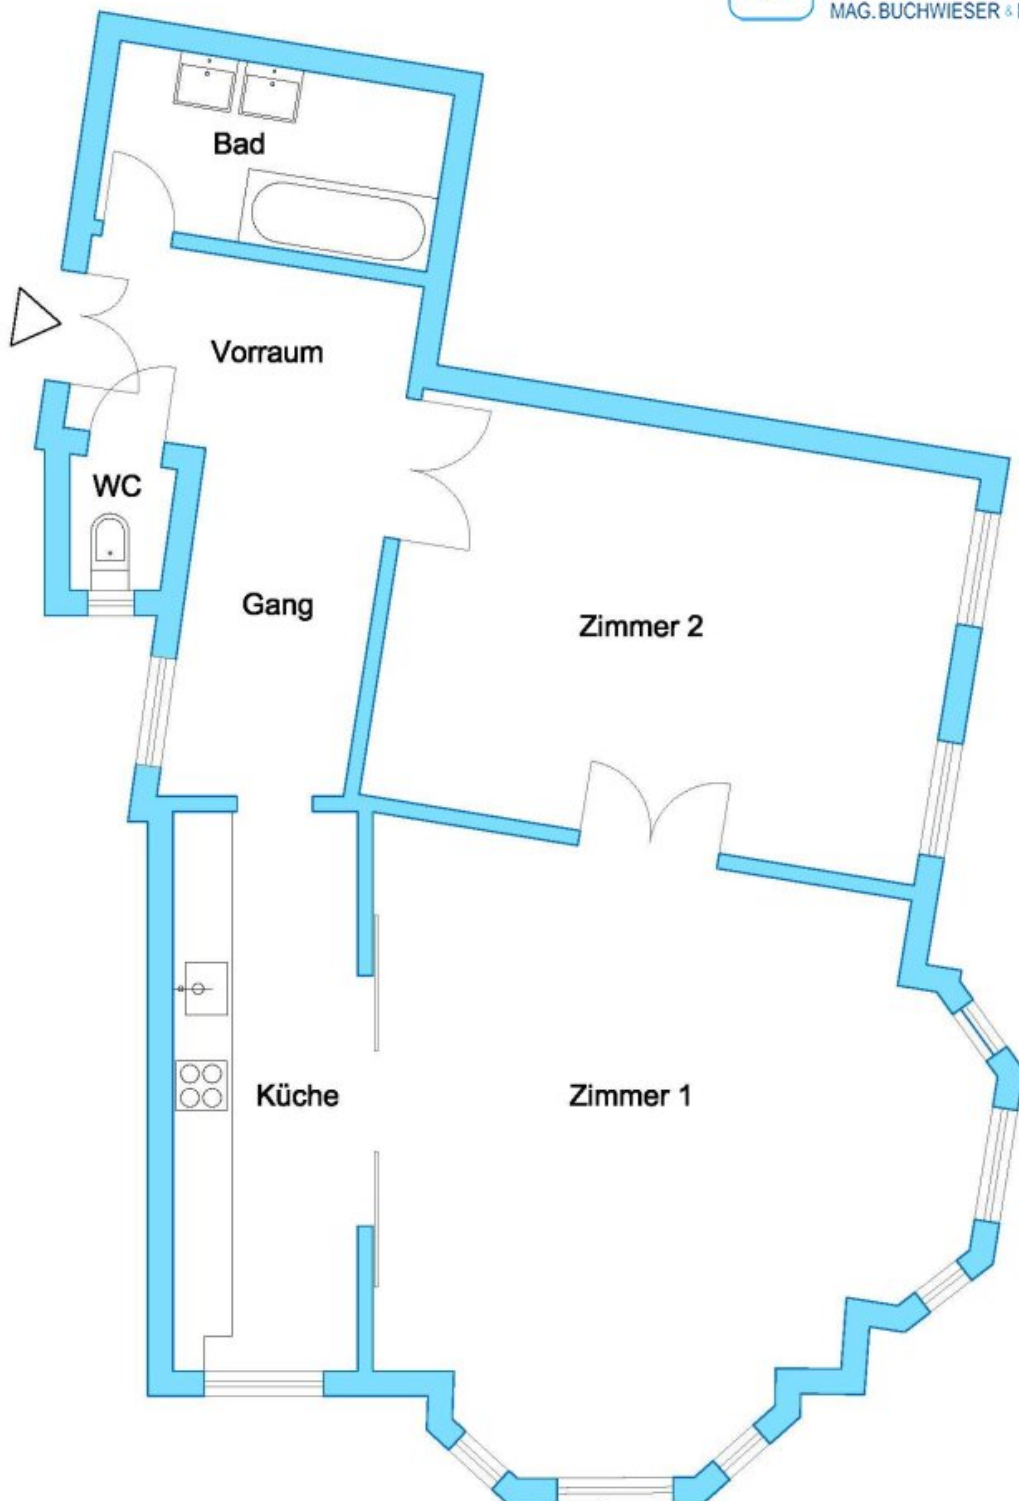 MAG. BUCHWIESER &
Bad
Vorraum
WC
Gang
Zimmer 2
Küche
Zimmer 1